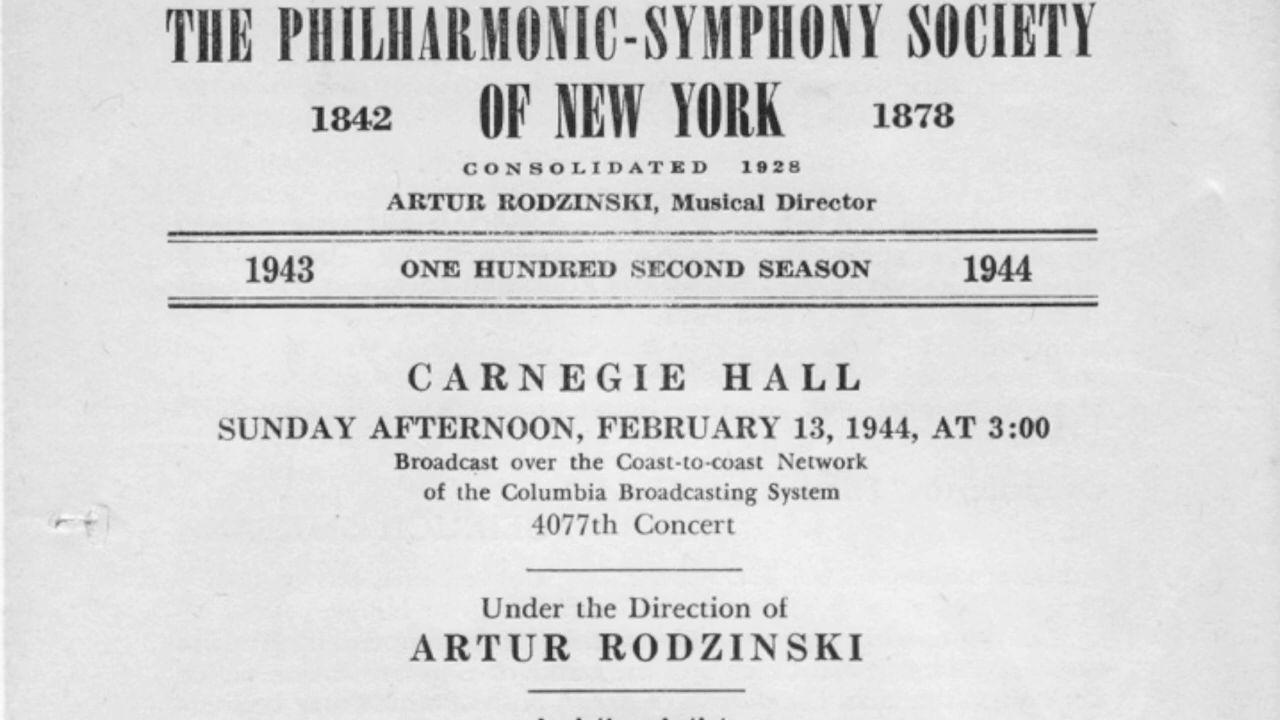 THE PHILHARMONIC-SYMPHONY SOCIETY
1842 OF NEW YORK 1878
CONSOLIDATED 1928
ARTUR RODZINSKI, Musical Director
1943 ONE HUNDRED SECOND SEASON 1944
CARNEGIE HALL
SUNDAY AFTERNOON, FEBRUARY 13, 1944, AT 3:00
Broadcast over the Coast-to-coast Network
of the Columbia Broadcasting System
4077th Concert
Under the Direction of
ARTUR RODZINSKI